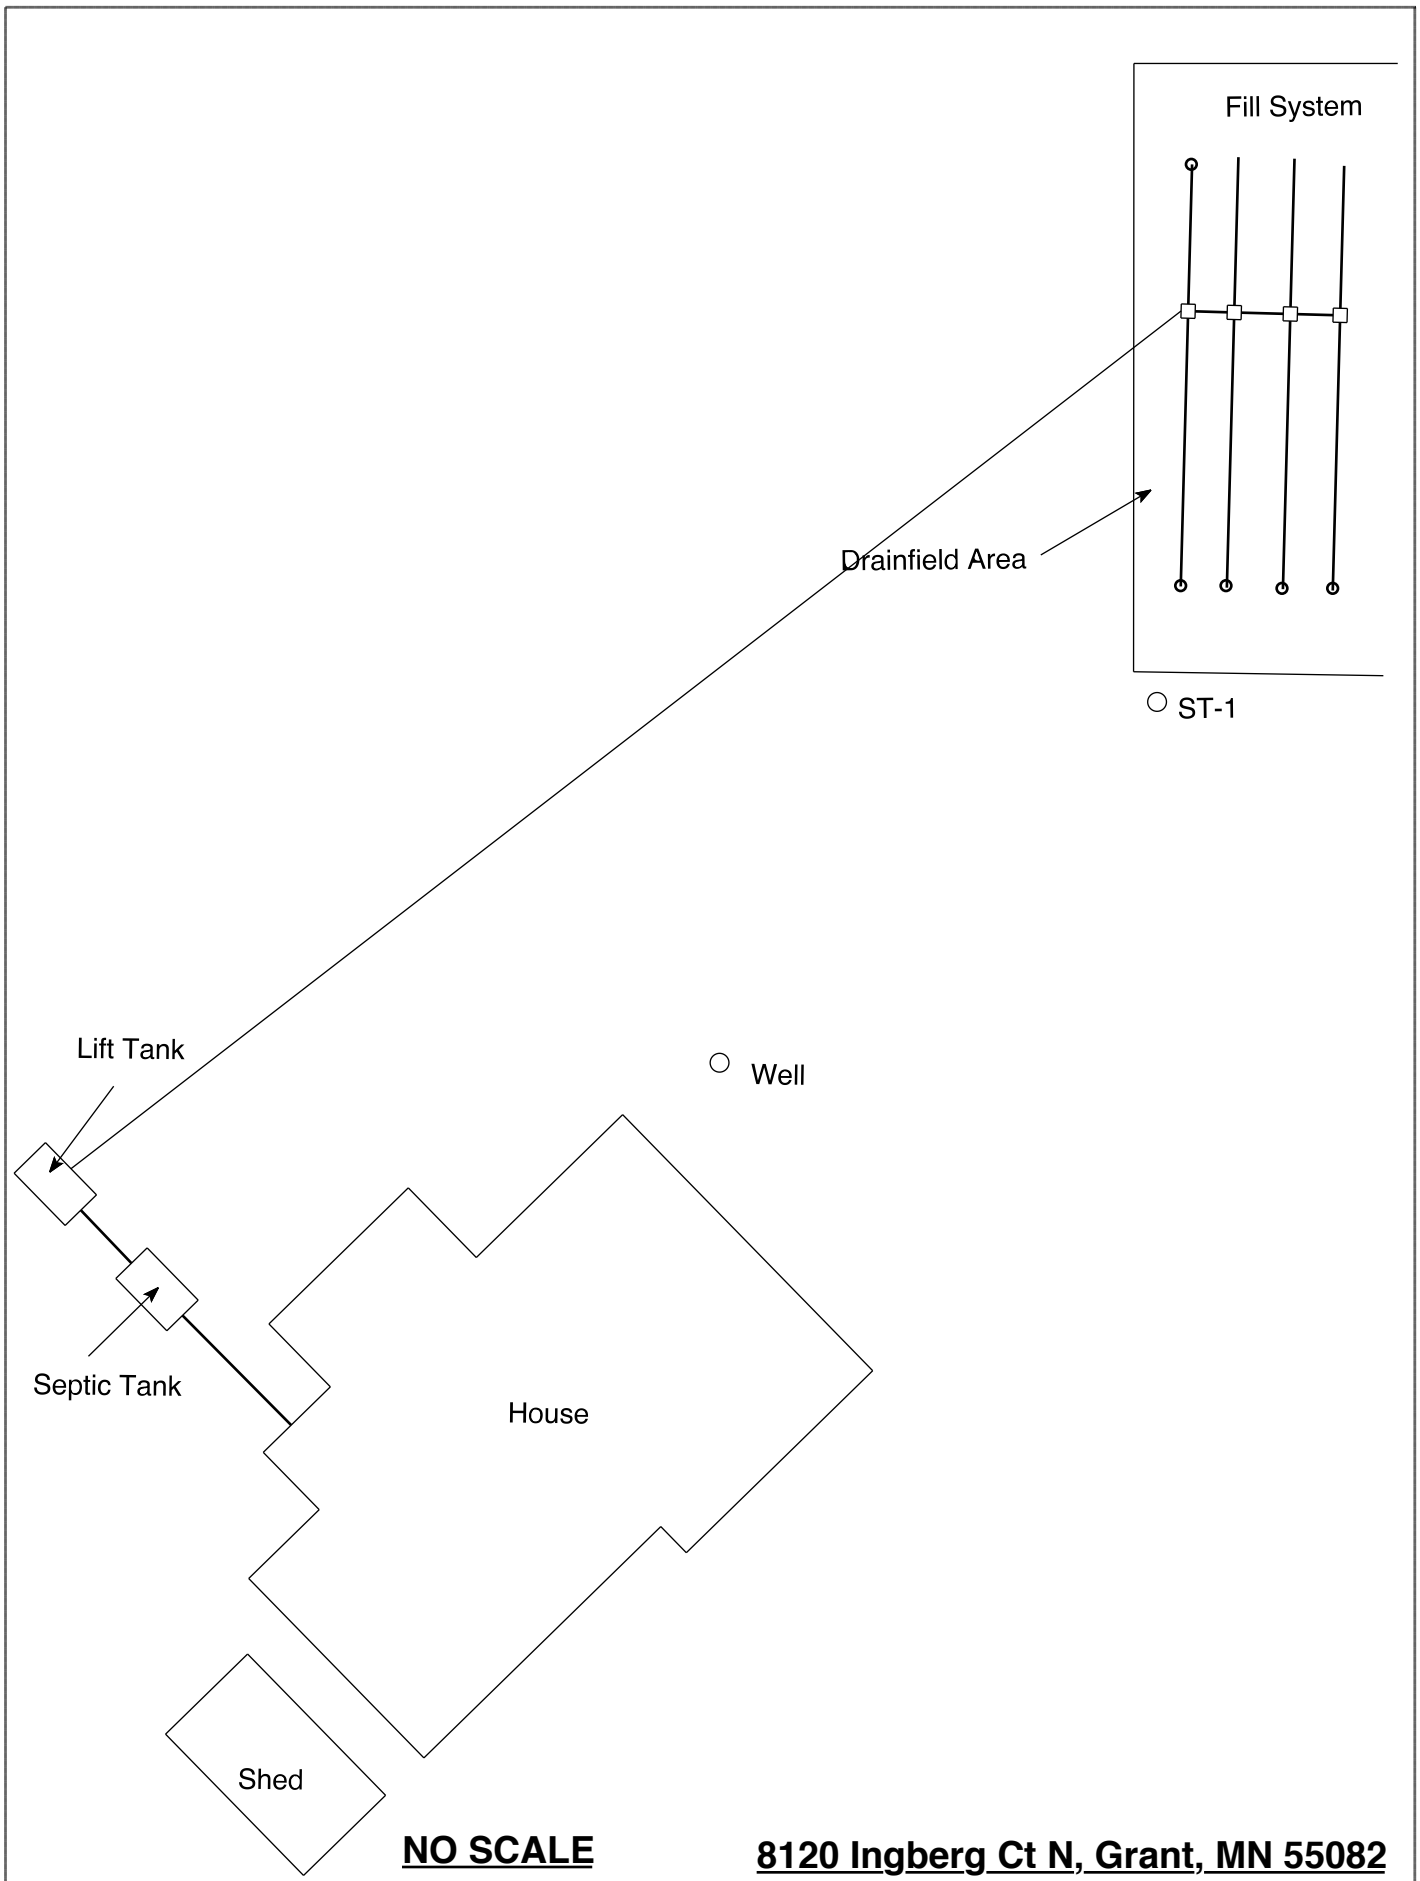 Fill System
Drainfield Area
ST-1
Lift Tank
Well
Septic Tank
House
Shed
NO SCALE
8120 Ingberg Ct N, Grant, MN 55082